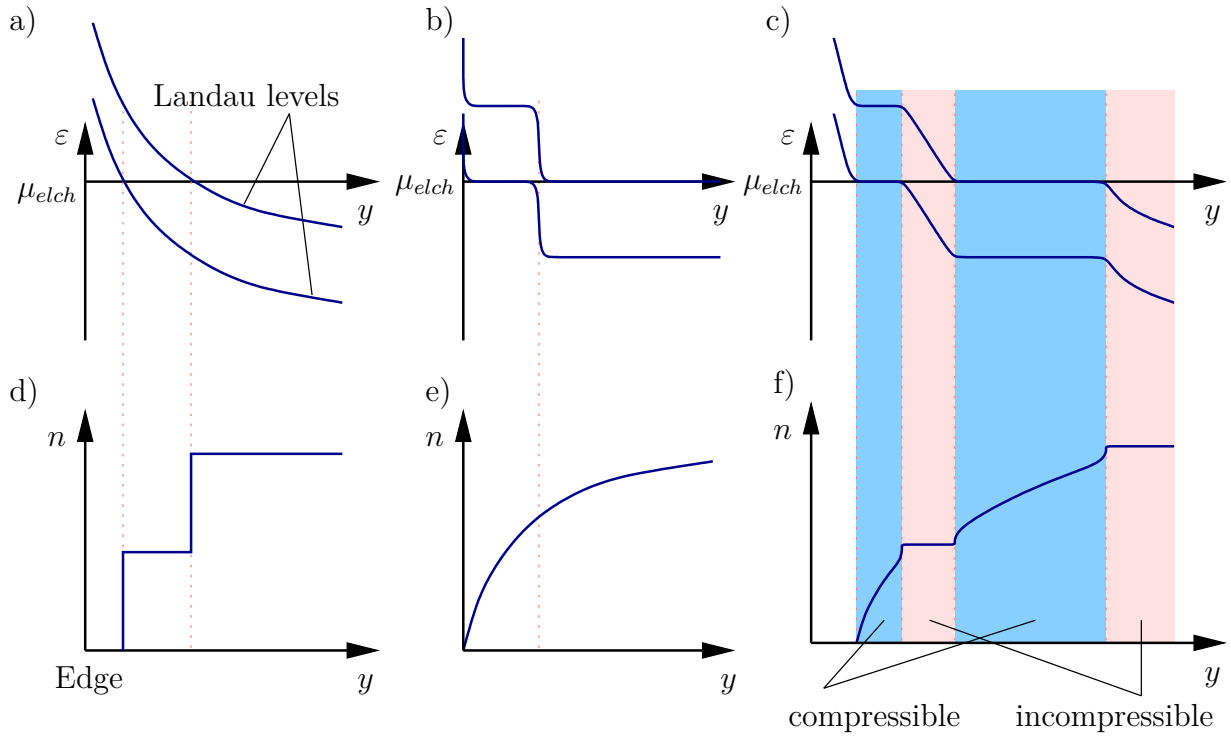 a)
b)
c)
Landau levels
ε
μ_elch
y
ε
μ_elch
y
ε
μ_elch
y
d)
e)
f)
n
n
n
Edge
y
y
y
compressible
incompressible